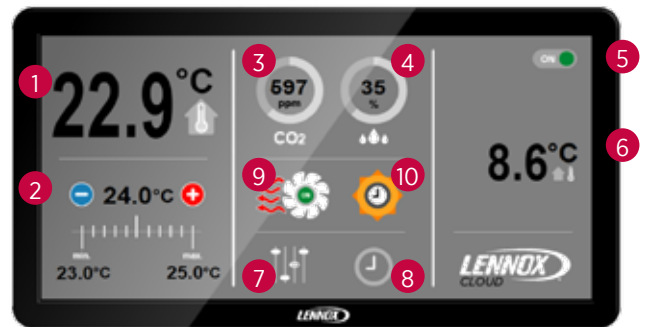 1
22.9°C
2
24.0°C
min.
max.
23.0°C
25.0°C
3
597
ppm
CO2
4
35
%
9
ON
10
7
8
ON
5
8.6°C
6
LENNOX
CLOUD
LENNOX